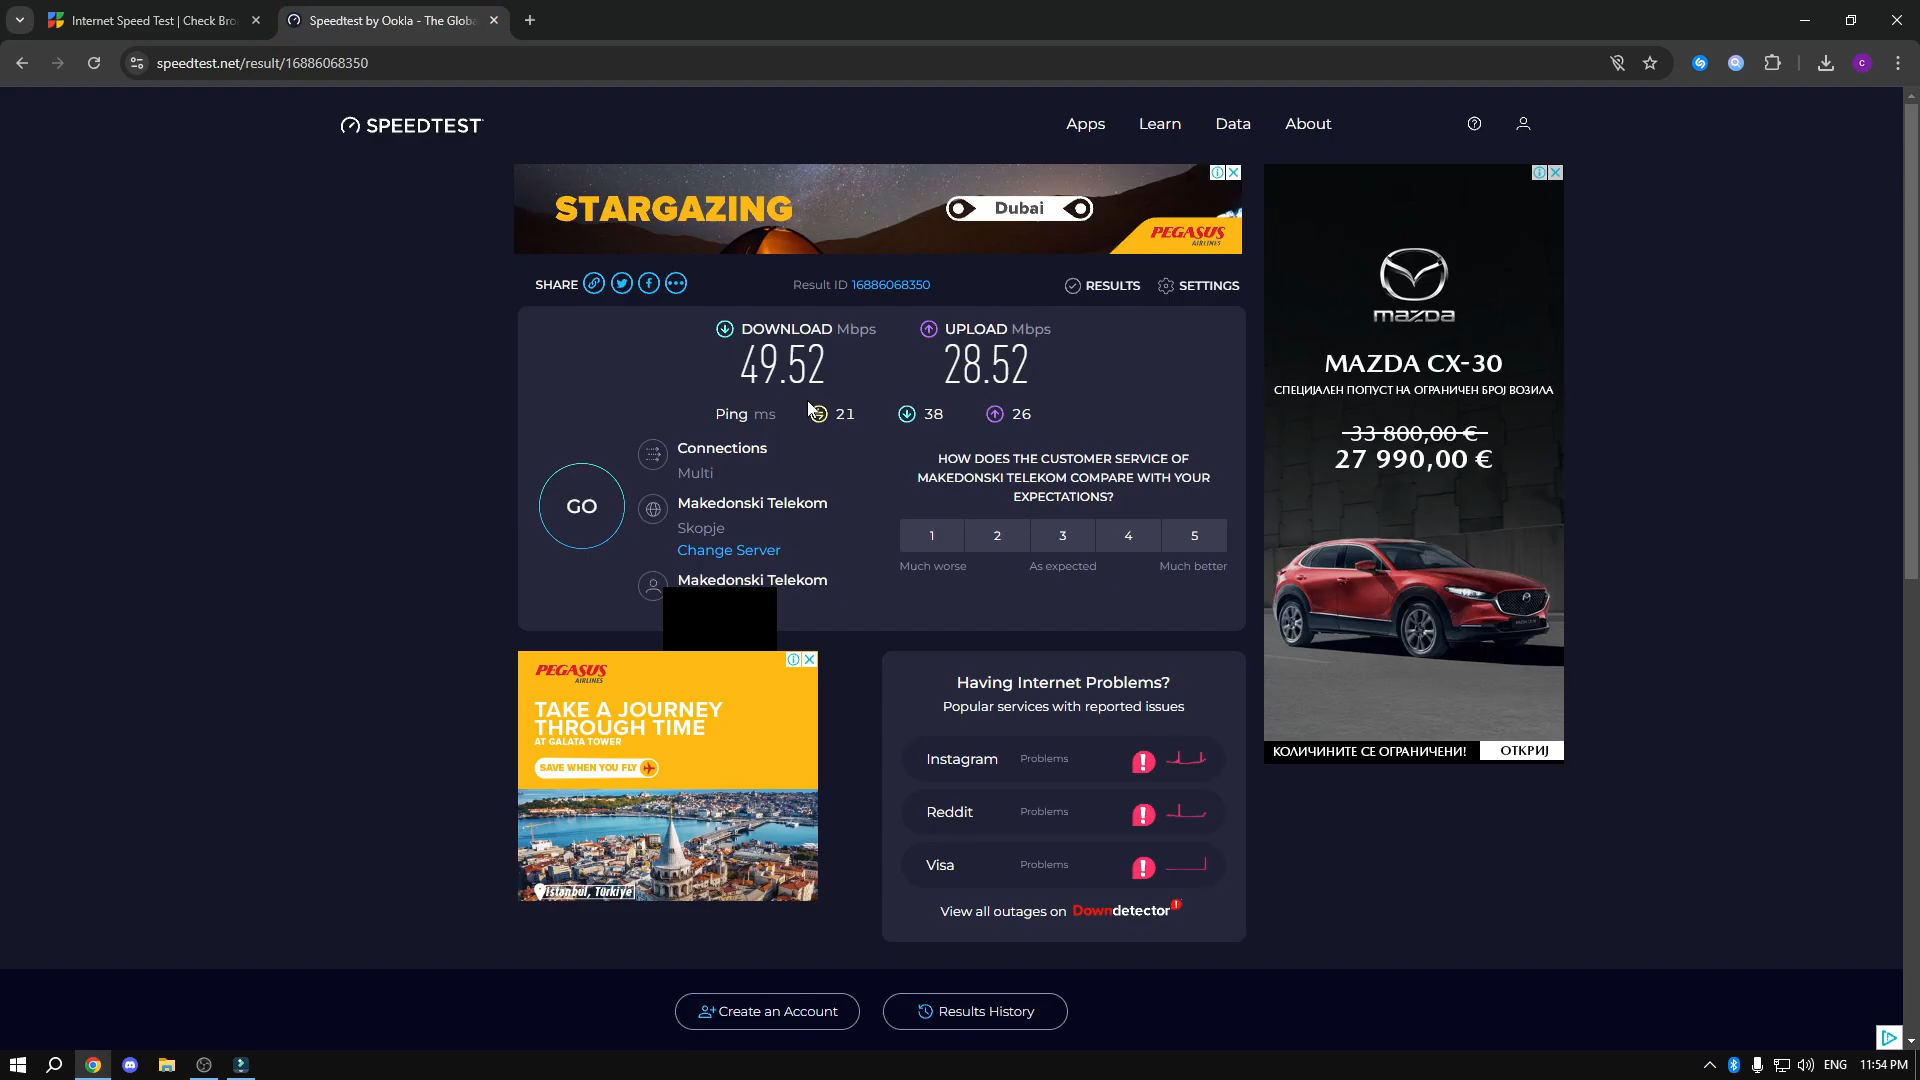 Internet Speed Test | Check Bro
Speedtest by Ookla - The Globa
speedtest.net/result/16886068350
c
SPEEDTEST
Apps
Learn
Data
About
STARGAZING
Dubai
PEGASUS
AIRLINES
SHARE
Result ID 16886068350
RESULTS
SETTINGS
DOWNLOAD Mbps
49.52
UPLOAD Mbps
28.52
Ping ms
21
38
26
GO
Connections
Multi
Makedonski Telekom
Skopje
Change Server
Makedonski Telekom
HOW DOES THE CUSTOMER SERVICE OF
MAKEDONSKI TELEKOM COMPARE WITH YOUR
EXPECTATIONS?
1 2 3 4 5
Much worse As expected Much better
mazda
MAZDA CX-30
СПЕЦИЈАЛЕН ПОПУСТ НА ОГРАНИЧЕН БРОЈ ВОЗИЛА
33 800,00 €
27 990,00 €
КОЛИЧИНИТЕ СЕ ОГРАНИЧЕНИ!
ОТКРИЈ
PEGASUS
AIRLINES
TAKE A JOURNEY
THROUGH TIME
AT GALATA TOWER
SAVE WHEN YOU FLY
Istanbul, Türkiye
Having Internet Problems?
Popular services with reported issues
Instagram Problems
Reddit Problems
Visa Problems
View all outages on Downdetector
Create an Account
Results History
ENG
11:54 PM